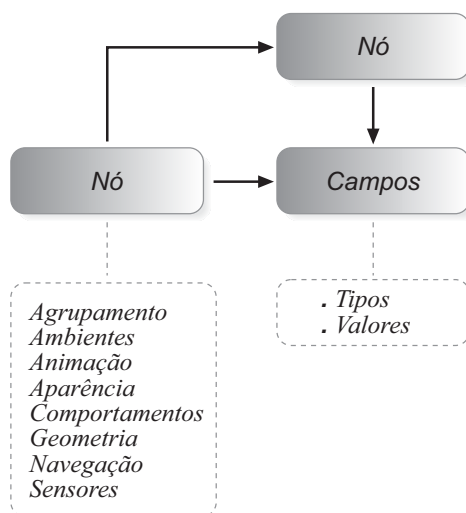 Nó
Nó
Campos
Agrupamento
Ambientes
Animação
Aparência
Comportamentos
Geometria
Navegação
Sensores
. Tipos
. Valores